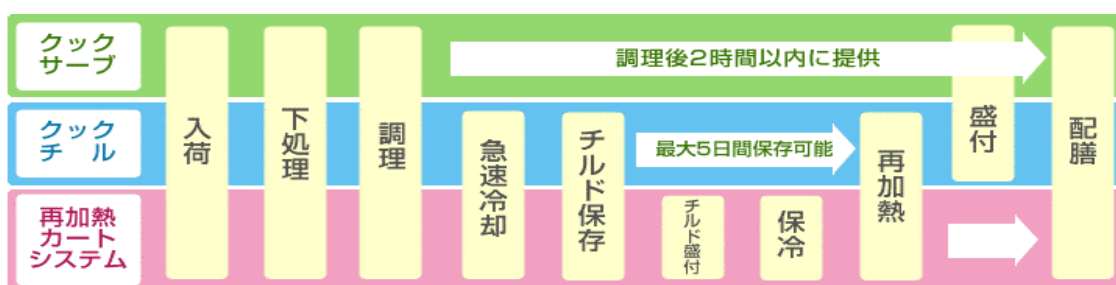 クック
サーブ
調理後2時間以内に提供
クック
チル
最大5日間保存可能
再加熱
カート
システム
入荷
下処理
調理
急速冷却
チルド保存
チルド盛付
保冷
再加熱
盛付
配膳